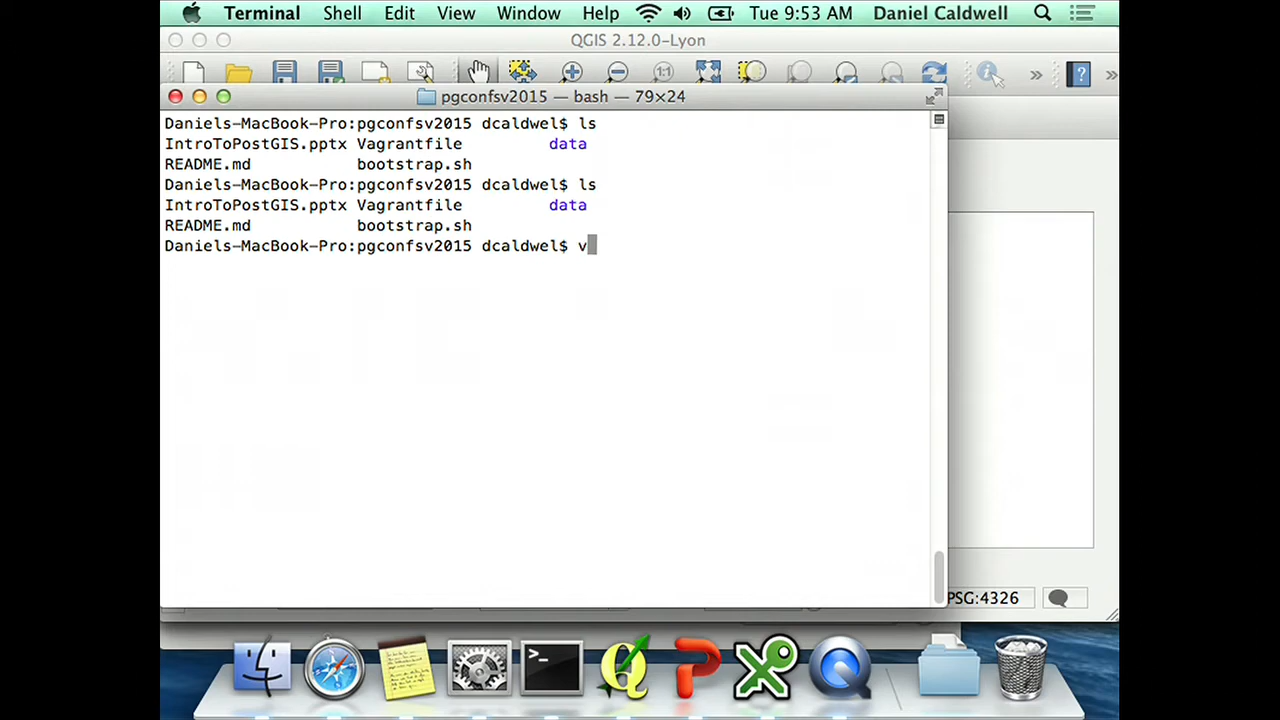 Terminal Shell Edit View Window Help Tue 9:53 AM Daniel Caldwell
QGIS 2.12.0-Lyon
1:1 » ? »
pgconfsv2015 — bash — 79×24
Daniels-MacBook-Pro:pgconfsv2015 dcaldwel$ ls
IntroToPostGIS.pptx Vagrantfile data
README.md bootstrap.sh
Daniels-MacBook-Pro:pgconfsv2015 dcaldwel$ ls
IntroToPostGIS.pptx Vagrantfile data
README.md bootstrap.sh
Daniels-MacBook-Pro:pgconfsv2015 dcaldwel$ v
PSG:4326
>_